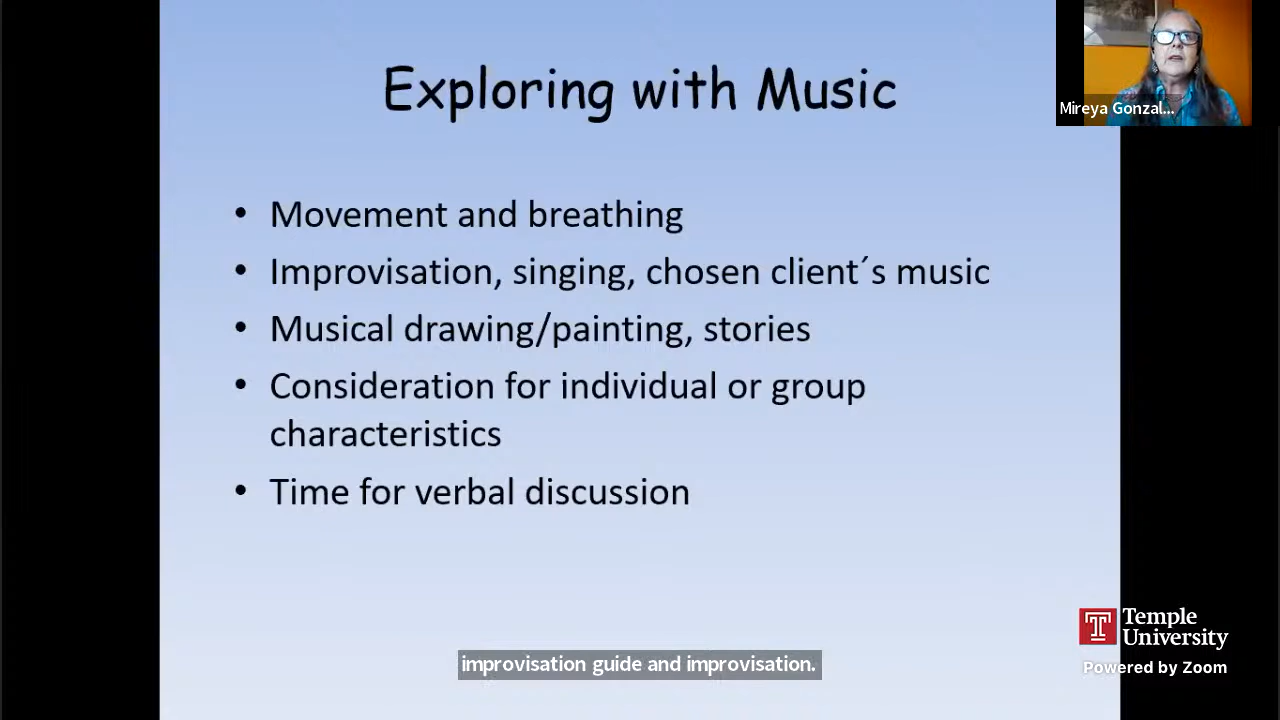 Exploring with Music
Mireya Gonzal...
• Movement and breathing
• Improvisation, singing, chosen client´s music
• Musical drawing/painting, stories
• Consideration for individual or group
characteristics
• Time for verbal discussion
Temple
University
Powered by Zoom
improvisation guide and improvisation.